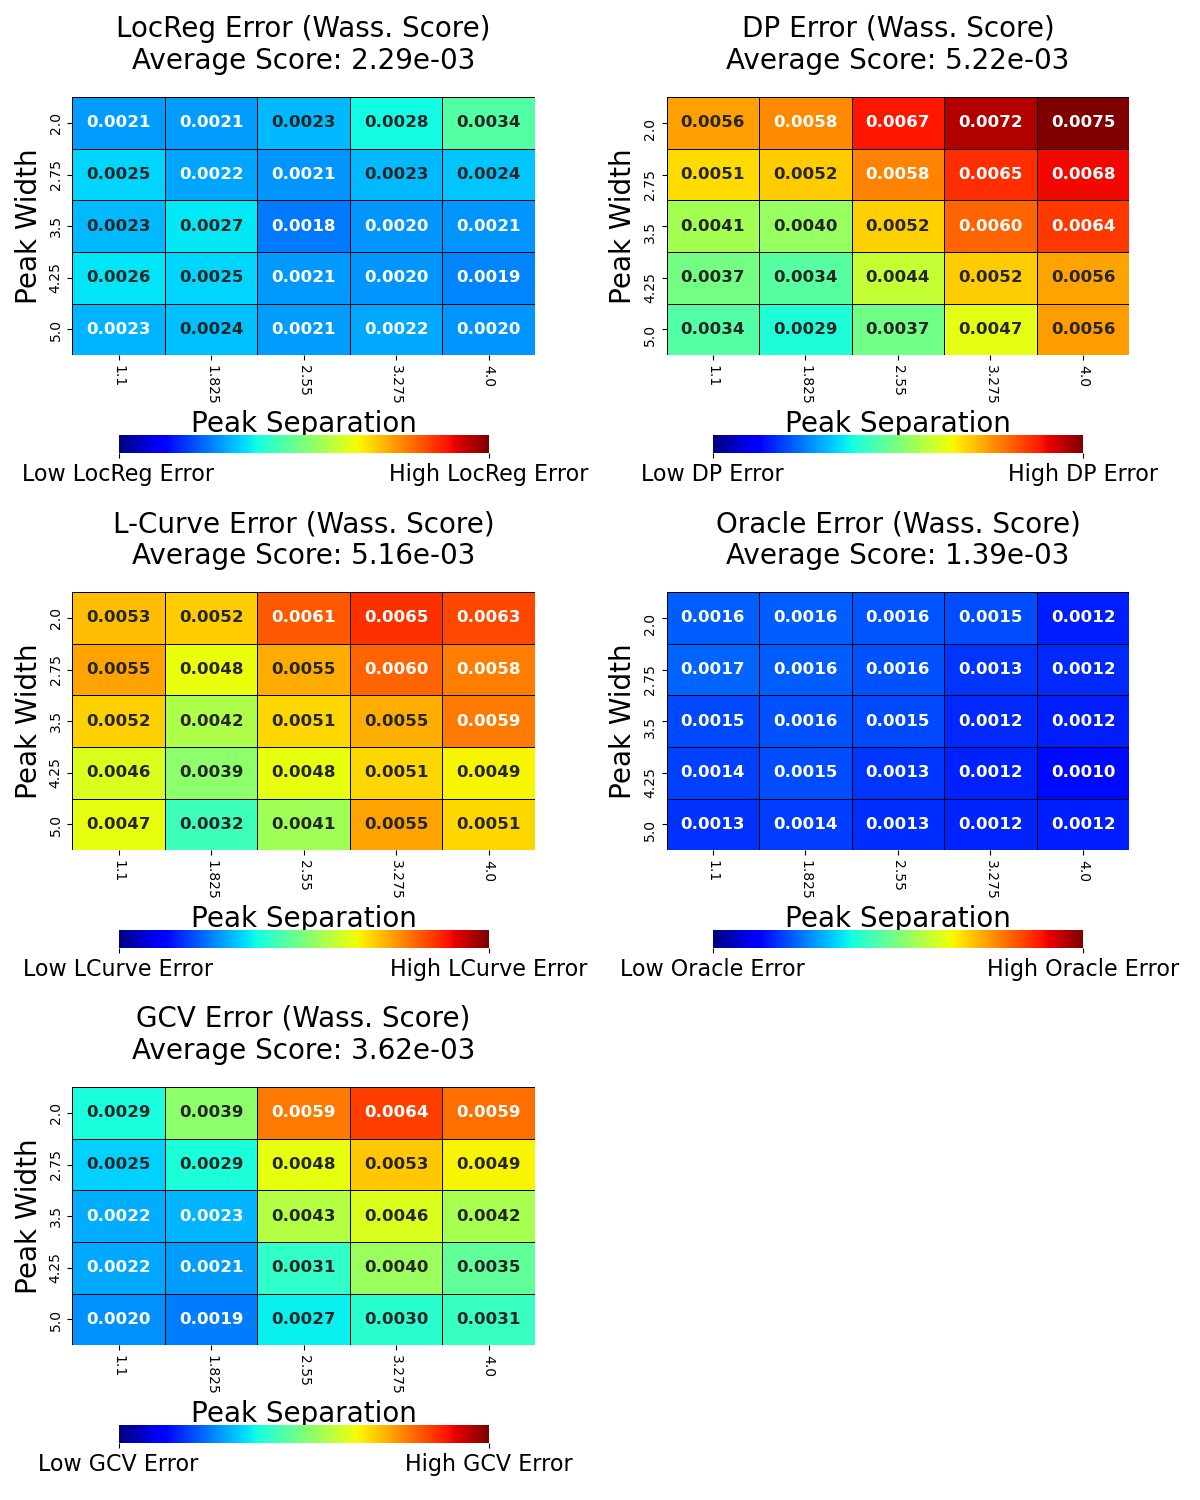 LocReg Error (Wass. Score)
Average Score: 2.29e-03
Peak Width
2.0 0.0021 0.0021 0.0023 0.0028 0.0034
2.75 0.0025 0.0022 0.0021 0.0023 0.0024
3.5 0.0023 0.0027 0.0018 0.0020 0.0021
4.25 0.0026 0.0025 0.0021 0.0020 0.0019
5.0 0.0023 0.0024 0.0021 0.0022 0.0020
1.1 1.825 2.55 3.275 4.0
Peak Separation
Low LocReg Error High LocReg Error
DP Error (Wass. Score)
Average Score: 5.22e-03
Peak Width
2.0 0.0056 0.0058 0.0067 0.0072 0.0075
2.75 0.0051 0.0052 0.0058 0.0065 0.0068
3.5 0.0041 0.0040 0.0052 0.0060 0.0064
4.25 0.0037 0.0034 0.0044 0.0052 0.0056
5.0 0.0034 0.0029 0.0037 0.0047 0.0056
1.1 1.825 2.55 3.275 4.0
Peak Separation
Low DP Error High DP Error
L-Curve Error (Wass. Score)
Average Score: 5.16e-03
Peak Width
2.0 0.0053 0.0052 0.0061 0.0065 0.0063
2.75 0.0055 0.0048 0.0055 0.0060 0.0058
3.5 0.0052 0.0042 0.0051 0.0055 0.0059
4.25 0.0046 0.0039 0.0048 0.0051 0.0049
5.0 0.0047 0.0032 0.0041 0.0055 0.0051
1.1 1.825 2.55 3.275 4.0
Peak Separation
Low LCurve Error High LCurve Error
Oracle Error (Wass. Score)
Average Score: 1.39e-03
Peak Width
2.0 0.0016 0.0016 0.0016 0.0015 0.0012
2.75 0.0017 0.0016 0.0016 0.0013 0.0012
3.5 0.0015 0.0016 0.0015 0.0012 0.0012
4.25 0.0014 0.0015 0.0013 0.0012 0.0010
5.0 0.0013 0.0014 0.0013 0.0012 0.0012
1.1 1.825 2.55 3.275 4.0
Peak Separation
Low Oracle Error High Oracle Error
GCV Error (Wass. Score)
Average Score: 3.62e-03
Peak Width
2.0 0.0029 0.0039 0.0059 0.0064 0.0059
2.75 0.0025 0.0029 0.0048 0.0053 0.0049
3.5 0.0022 0.0023 0.0043 0.0046 0.0042
4.25 0.0022 0.0021 0.0031 0.0040 0.0035
5.0 0.0020 0.0019 0.0027 0.0030 0.0031
1.1 1.825 2.55 3.275 4.0
Peak Separation
Low GCV Error High GCV Error